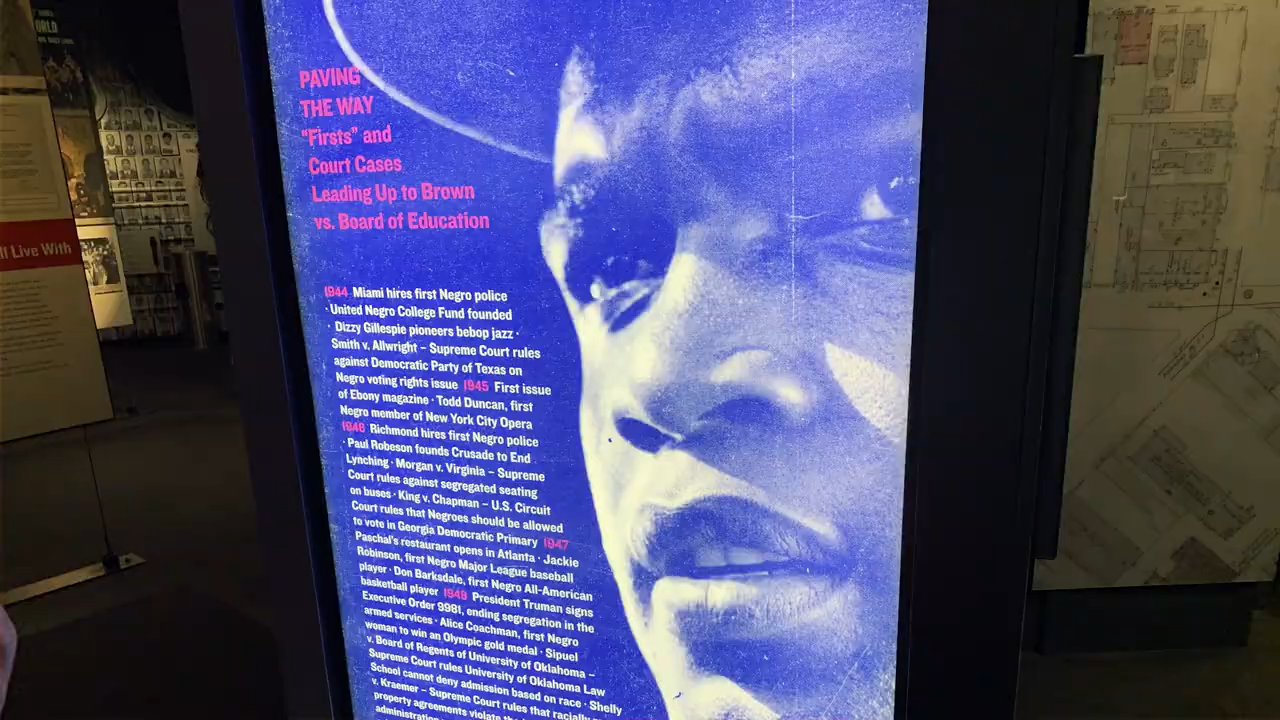 PAVING
THE WAY
"Firsts" and
Court Cases
Leading Up to Brown
vs. Board of Education
1944 Miami hires first Negro police
· United Negro College Fund founded
· Dizzy Gillespie pioneers bebop jazz ·
Smith v. Allwright – Supreme Court rules
against Democratic Party of Texas on
Negro voting rights issue 1945 First issue
of Ebony magazine · Todd Duncan, first
Negro member of New York City Opera
1946 Richmond hires first Negro police
· Paul Robeson founds Crusade to End
Lynching · Morgan v. Virginia – Supreme
Court rules against segregated seating
on buses · King v. Chapman – U.S. Circuit
Court rules that Negroes should be allowed
to vote in Georgia Democratic Primary 1947
Paschal's restaurant opens in Atlanta · Jackie
Robinson, first Negro Major League baseball
player · Don Barksdale, first Negro All-American
basketball player 1948 President Truman signs
Executive Order 9981, ending segregation in the
armed services · Alice Coachman, first Negro
woman to win an Olympic gold medal · Sipuel
v. Board of Regents of University of Oklahoma –
Supreme Court rules University of Oklahoma Law
School cannot deny admission based on race · Shelly
v. Kraemer – Supreme Court rules that racially
property agreements violate the
administration
ll Live With
ORLD